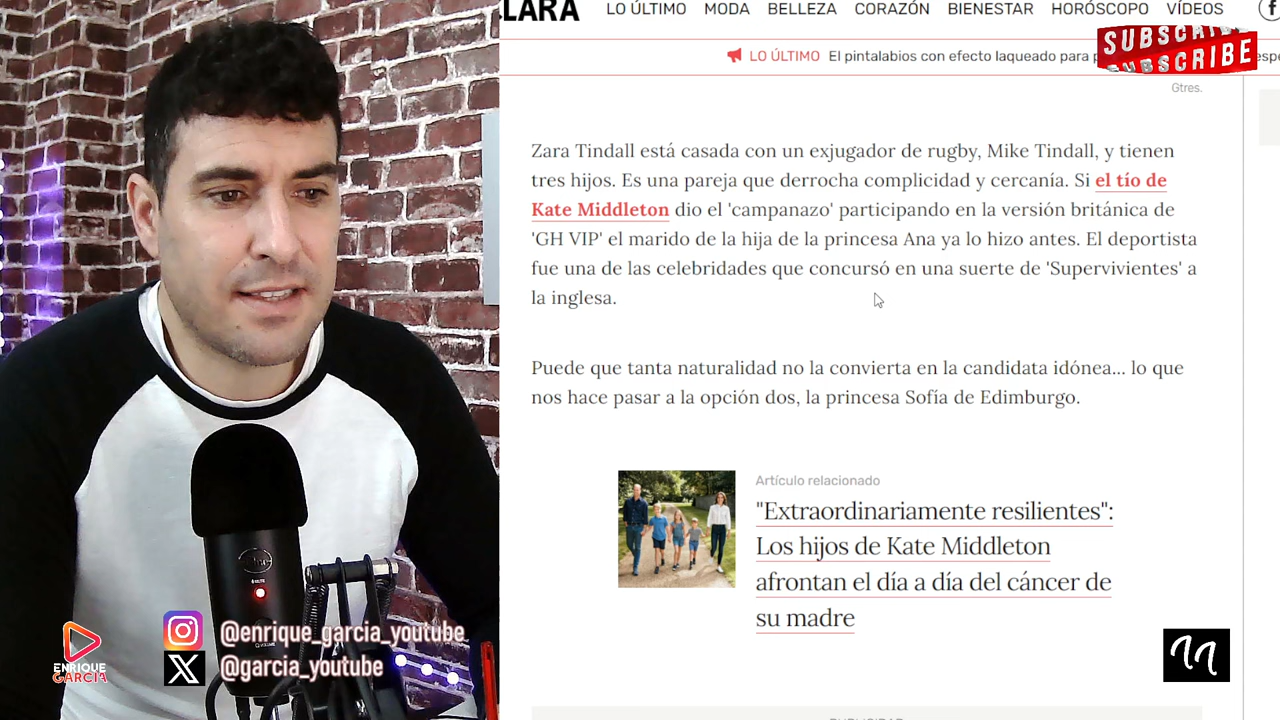 CLARA
LO ÚLTIMO MODA BELLEZA CORAZÓN BIENESTAR HORÓSCOPO VÍDEOS
SUBSCRIBE
SUBSCRIBE
LO ÚLTIMO El pintalabios con efecto laqueado para
Gtres.
Zara Tindall está casada con un exjugador de rugby, Mike Tindall, y tienen
tres hijos. Es una pareja que derrocha complicidad y cercanía. Si el tío de
Kate Middleton dio el 'campanazo' participando en la versión británica de
'GH VIP' el marido de la hija de la princesa Ana ya lo hizo antes. El deportista
fue una de las celebridades que concursó en una suerte de 'Supervivientes' a
la inglesa.
Puede que tanta naturalidad no la convierta en la candidata idónea... lo que
nos hace pasar a la opción dos, la princesa Sofía de Edimburgo.
Artículo relacionado
"Extraordinariamente resilientes":
Los hijos de Kate Middleton
afrontan el día a día del cáncer de
su madre
ENRIQUE
GARCIA
@enrique_garcia_youtube
@garcia_youtube